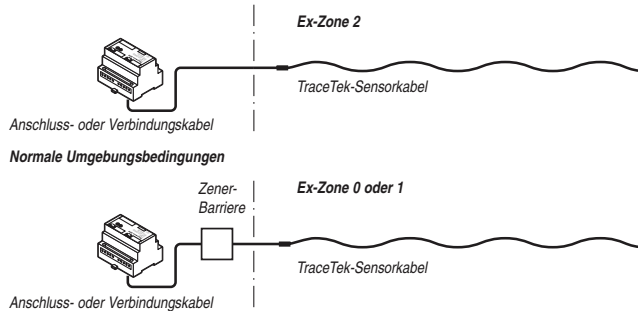 Ex-Zone 2
TraceTek-Sensorkabel
Anschluss- oder Verbindungskabel
Normale Umgebungsbedingungen
Zener-
Barriere
Ex-Zone 0 oder 1
TraceTek-Sensorkabel
Anschluss- oder Verbindungskabel